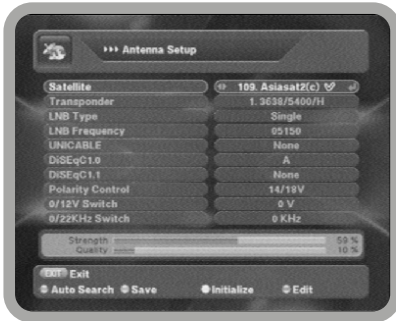 Antenna Setup
Satellite 109. Asiasat2(c)
Transponder 1. 3638/5400/H
LNB Type Single
LNB Frequency 05150
UNICABLE None
DiSEqC1.0 A
DiSEqC1.1 None
Polarity Control 14/19V
0/12V Switch 0 V
0/22KHz Switch 0 KHz
Strength 59 %
Quality 10 %
EXIT Exit
Auto Search Save Initialize Edit